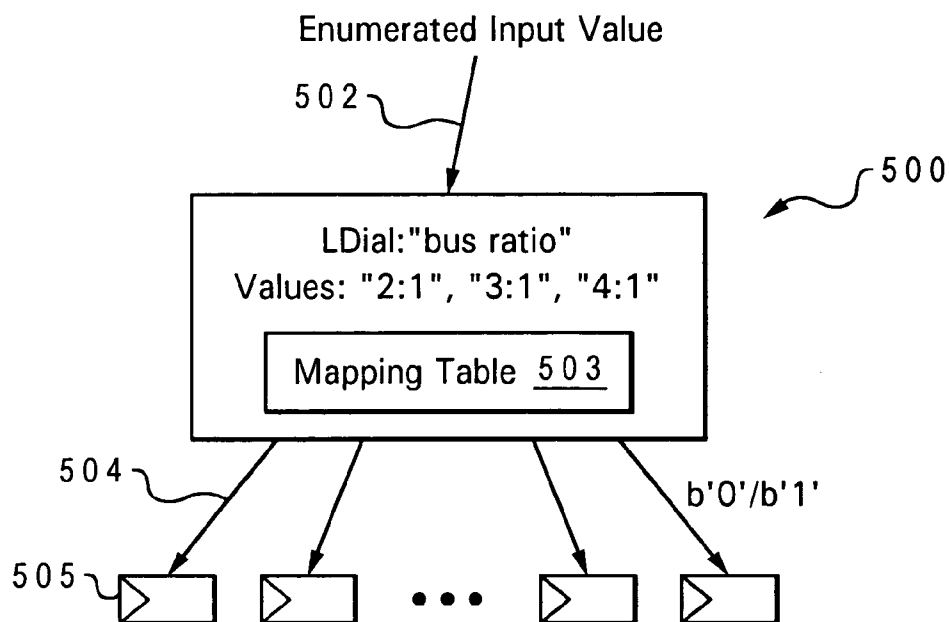 Enumerated Input Value
502
500
LDial:"bus ratio"
Values: "2:1", "3:1", "4:1"
Mapping Table 503
504
b'0'/b'1'
505